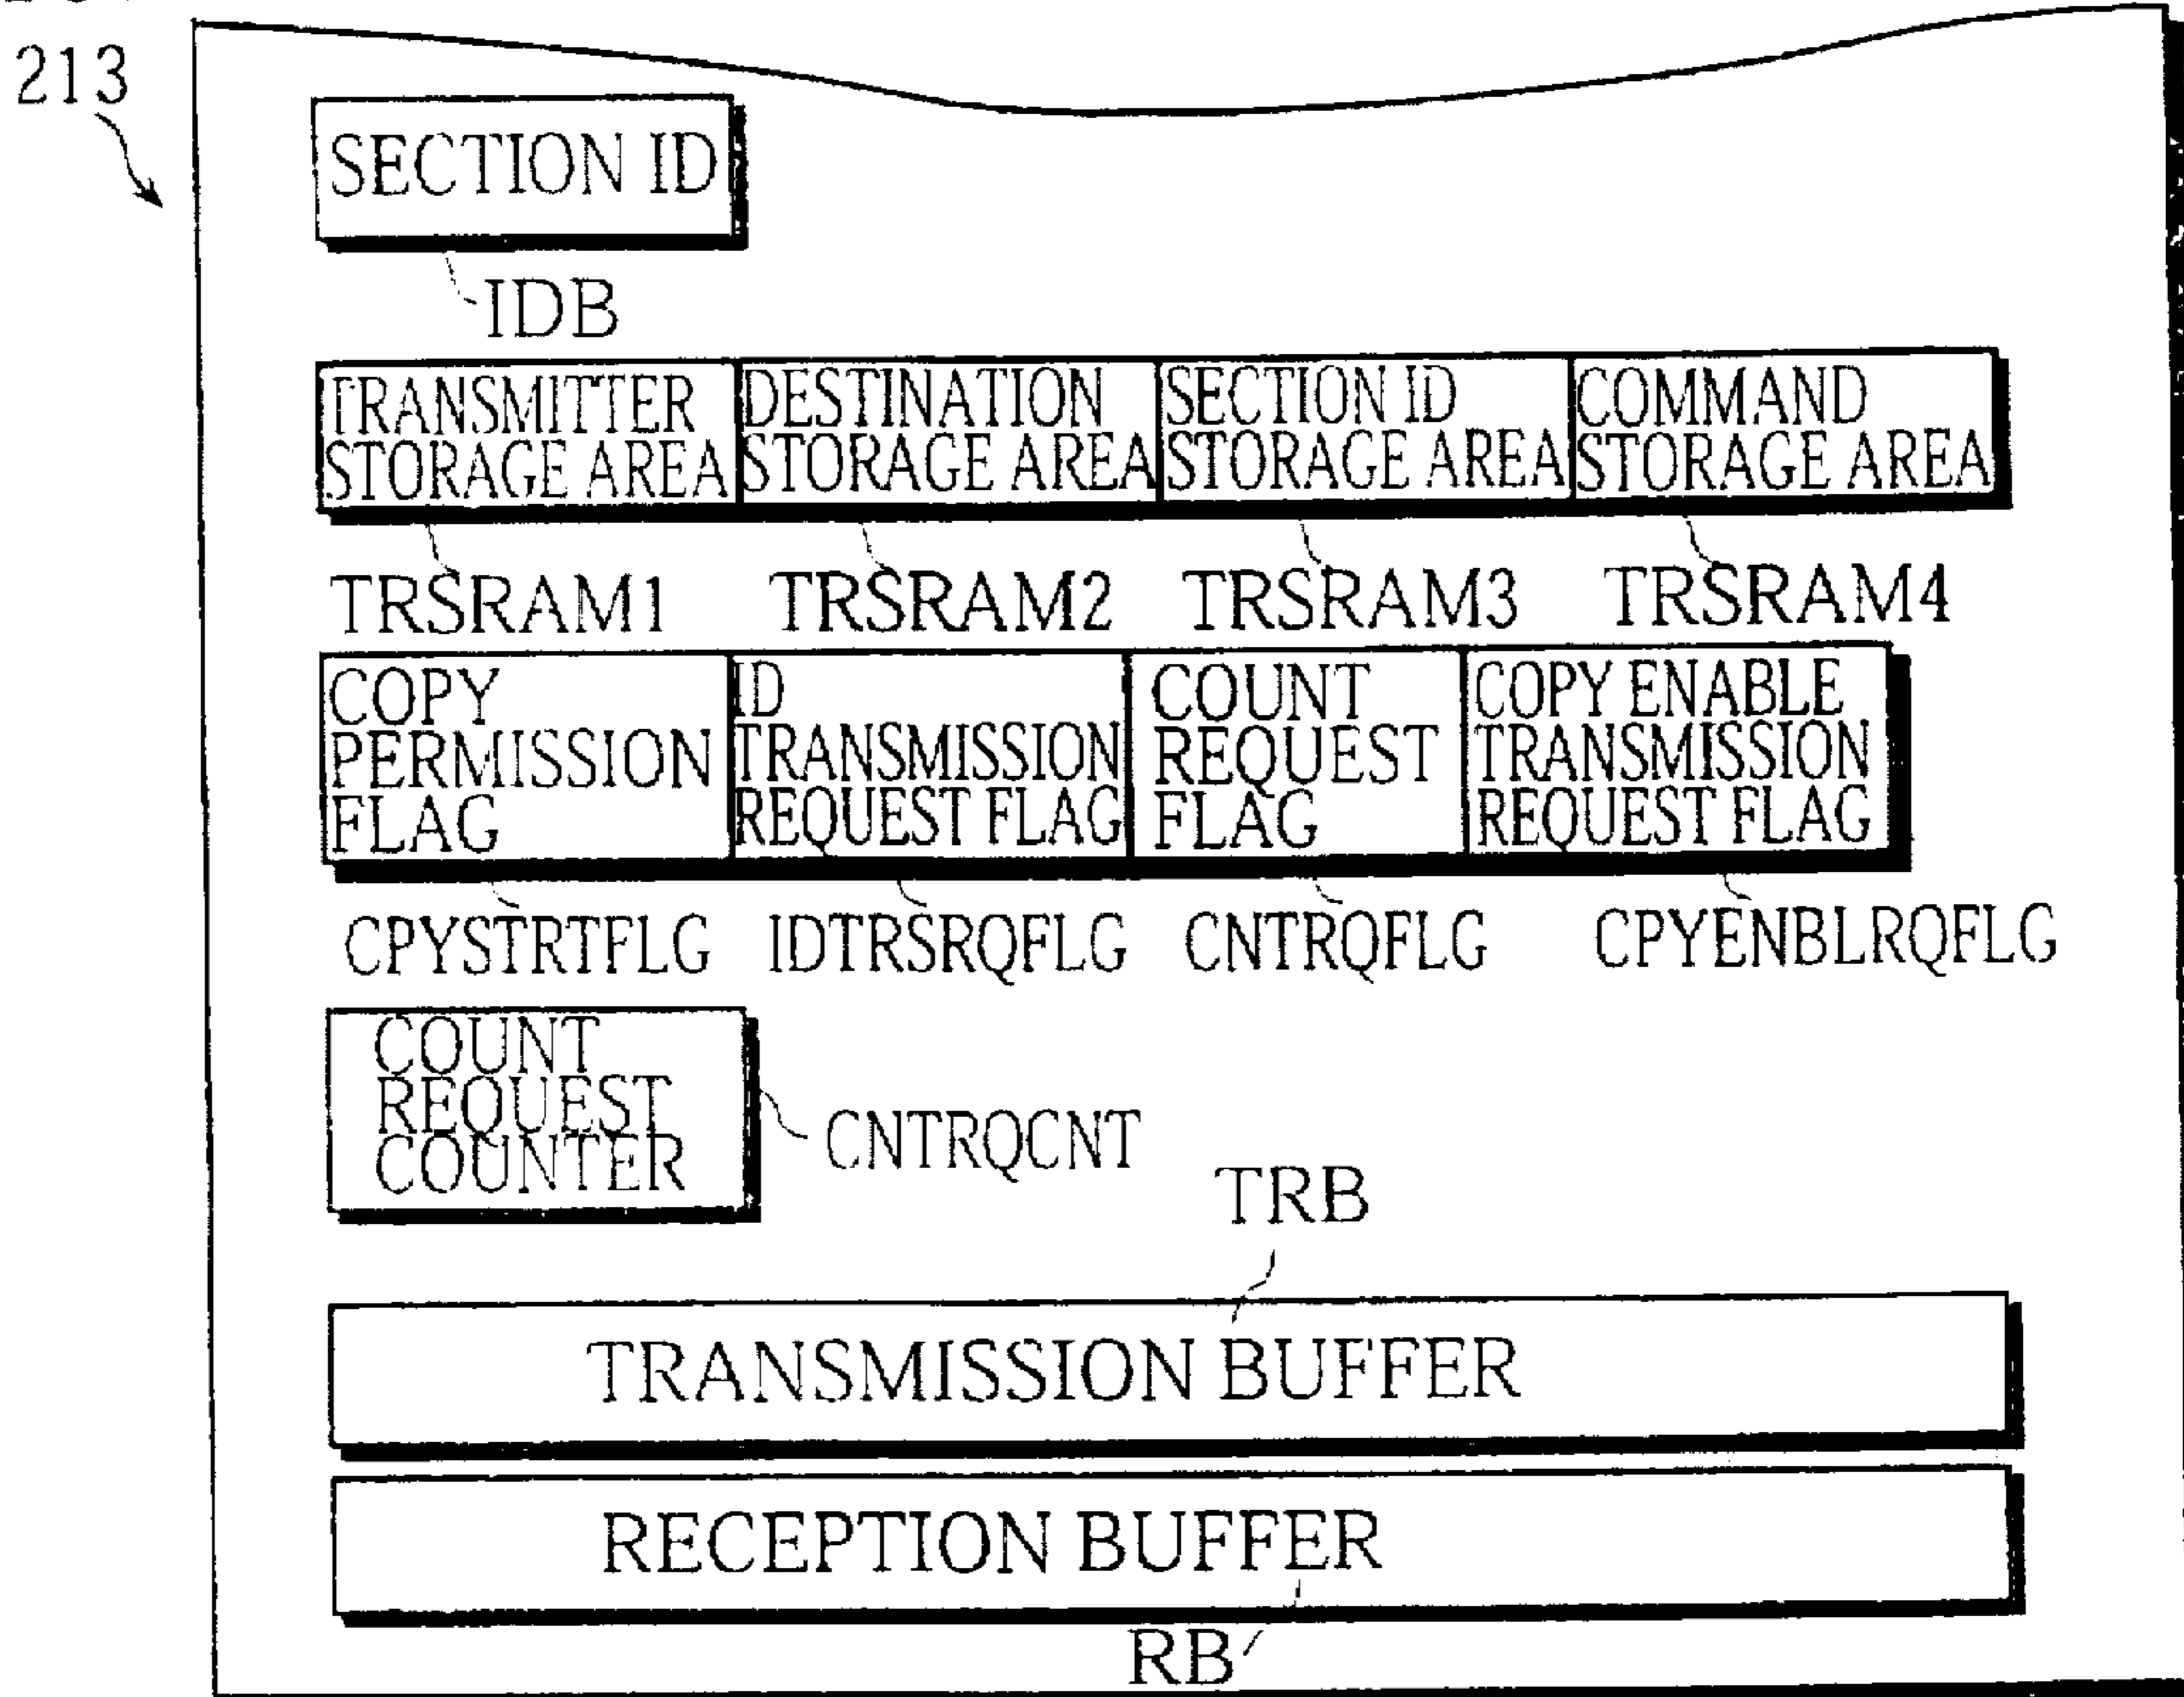 213
SECTION ID
IDB
TRANSMITTER
STORAGE AREA
DESTINATION
STORAGE AREA
SECTION ID
STORAGE AREA
COMMAND
STORAGE AREA
TRSRAM1
TRSRAM2
TRSRAM3
TRSRAM4
COPY
PERMISSION
FLAG
ID
TRANSMISSION
REQUEST FLAG
COUNT
REQUEST
FLAG
COPY ENABLE
TRANSMISSION
REQUEST FLAG
CPYSTRTFLG
IDTRSRQFLG
CNTRQFLG
CPYENBLRQFLG
COUNT
REQUEST
COUNTER
CNTRQCNT
TRB
TRANSMISSION BUFFER
RECEPTION BUFFER
RB